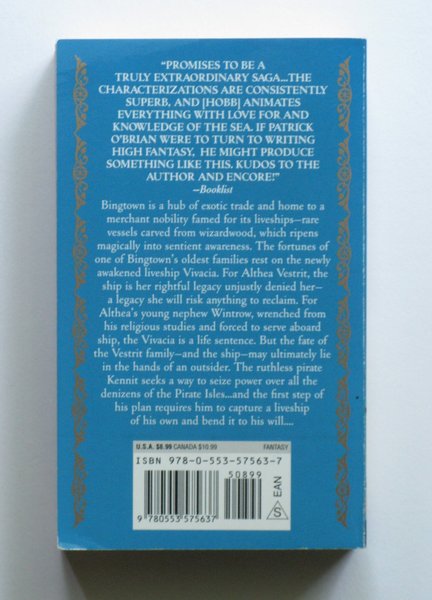 "PROMISES TO BE A
TRULY EXTRAORDINARY SAGA...THE
CHARACTERIZATIONS ARE CONSISTENTLY
SUPERB, AND [HOBB] ANIMATES
EVERYTHING WITH LOVE FOR AND
KNOWLEDGE OF THE SEA. IF PATRICK
O'BRIAN WERE TO TURN TO WRITING
HIGH FANTASY, HE MIGHT PRODUCE
SOMETHING LIKE THIS. KUDOS TO THE
AUTHOR AND ENCORE!"
—Booklist
Bingtown is a hub of exotic trade and home to a
merchant nobility famed for its liveships—rare
vessels carved from wizardwood, which ripens
magically into sentient awareness. The fortunes of
one of Bingtown's oldest families rest on the newly
awakened liveship Vivacia. For Althea Vestrit, the
ship is her rightful legacy unjustly denied her—
a legacy she will risk anything to reclaim. For
Althea's young nephew Wintrow, wrenched from
his religious studies and forced to serve aboard
ship, the Vivacia is a life sentence. But the fate of
the Vestrit family—and the ship—may ultimately lie
in the hands of an outsider. The ruthless pirate
Kennit seeks a way to seize power over all the
denizens of the Pirate Isles...and the first step of
his plan requires him to capture a liveship
of his own and bend it to his will....
U.S.A. $8.99 CANADA $10.99 FANTASY
ISBN 978-0-553-57563-7
50899
9 780553 575637
S EAN